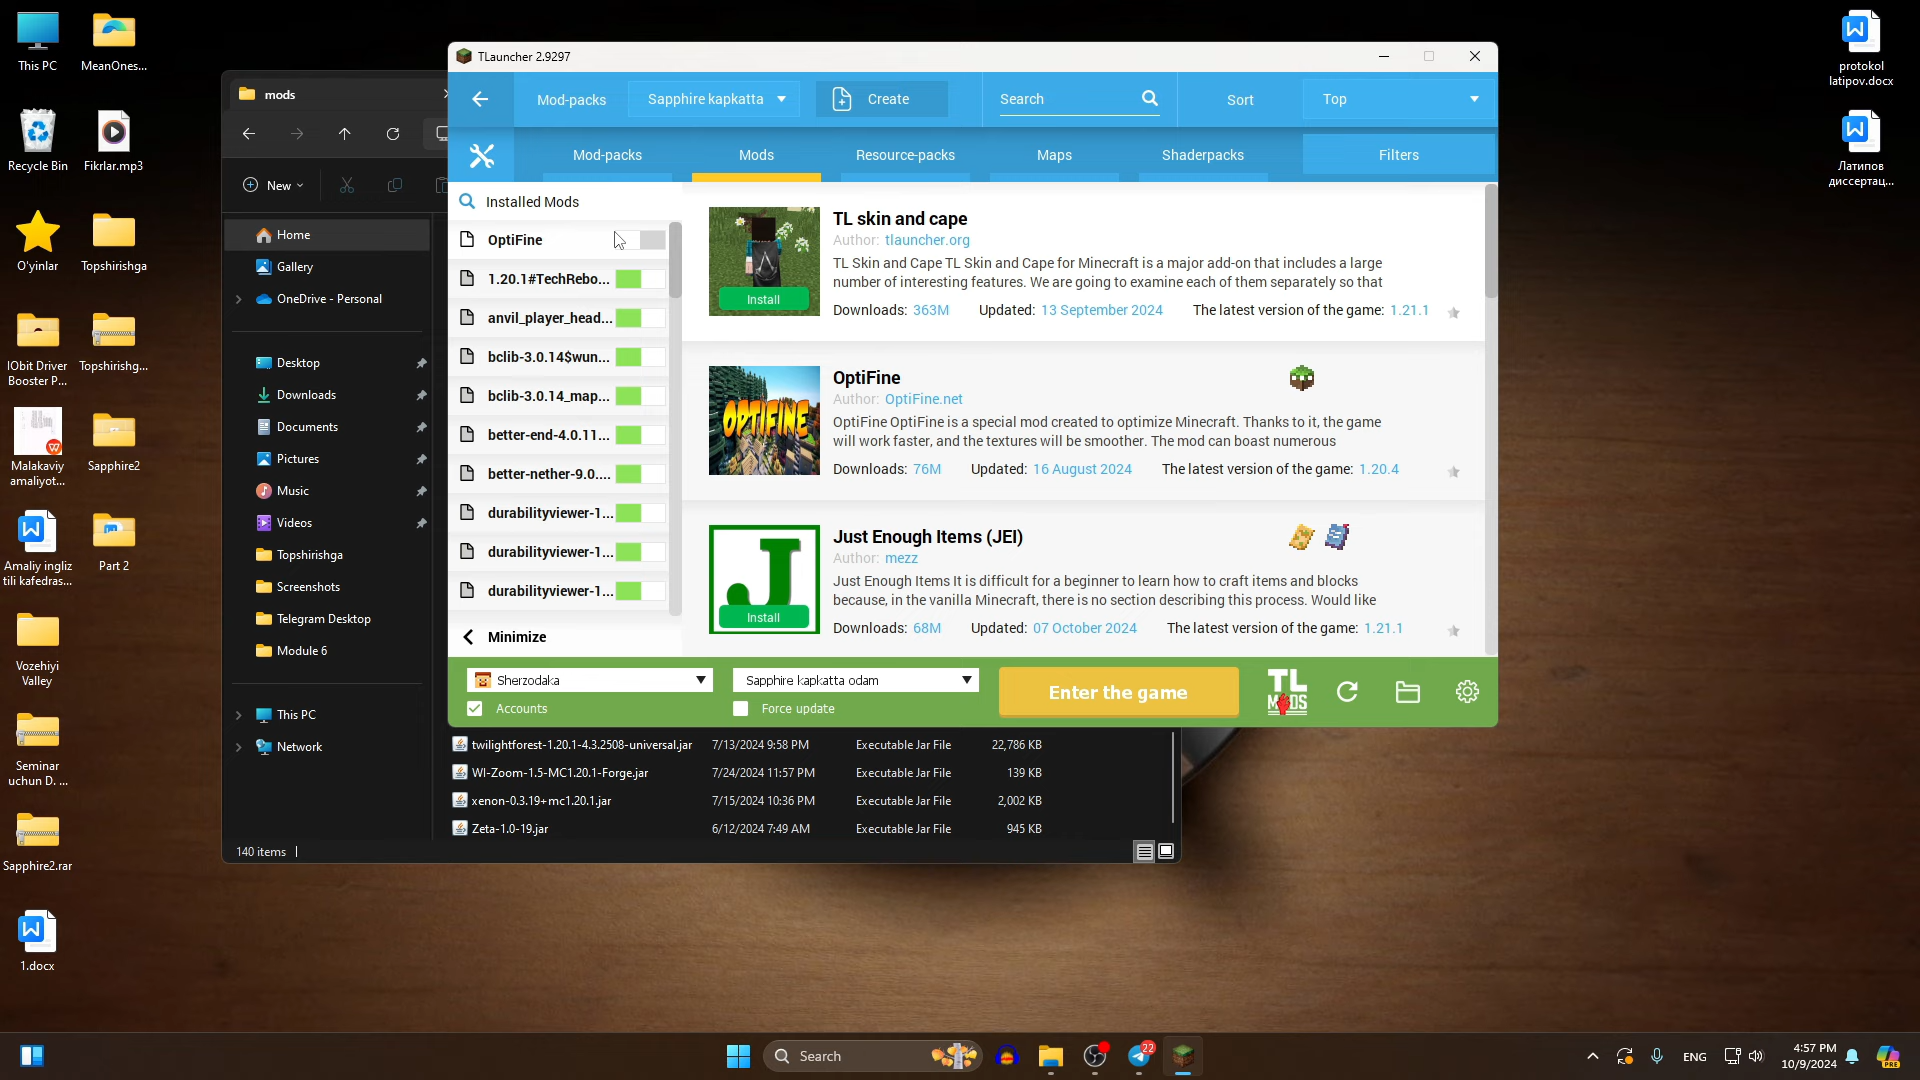 This PC
MeanOnes...
Recycle Bin
Fikrlar.mp3
O'yinlar
Topshirishga
IObit Driver
Booster P...
Topshirishg...
Malakaviy
amaliyot...
Sapphire2
Amaliy ingliz
tili kafedras...
Part 2
Vozehiyi
Valley
Seminar
uchun D. ...
Sapphire2.rar
1.docx
protokol
latipov.docx
Латипов
диссертац...
mods
New
Home
Gallery
OneDrive - Personal
Desktop
Downloads
Documents
Pictures
Music
Videos
Topshirishga
Screenshots
Telegram Desktop
Module 6
This PC
Network
140 items
TLauncher 2.9297
Mod-packs
Sapphire kapkatta
Create
Search
Sort
Top
Mod-packs
Mods
Resource-packs
Maps
Shaderpacks
Filters
Installed Mods
OptiFine
1.20.1#TechRebo...
anvil_player_head...
bclib-3.0.14$wun...
bclib-3.0.14_map...
better-end-4.0.11...
better-nether-9.0....
durabilityviewer-1...
durabilityviewer-1...
durabilityviewer-1...
Minimize
TL skin and cape
Author: tlauncher.org
TL Skin and Cape TL Skin and Cape for Minecraft is a major add-on that includes a large
number of interesting features. We are going to examine each of them separately so that
Install
Downloads: 363M Updated: 13 September 2024 The latest version of the game: 1.21.1
OPTIFINE
OptiFine
Author: OptiFine.net
OptiFine OptiFine is a special mod created to optimize Minecraft. Thanks to it, the game
will work faster, and the textures will be smoother. The mod can boast numerous
Downloads: 76M Updated: 16 August 2024 The latest version of the game: 1.20.4
J
Just Enough Items (JEI)
Author: mezz
Just Enough Items It is difficult for a beginner to learn how to craft items and blocks
because, in the vanilla Minecraft, there is no section describing this process. Would like
Install
Downloads: 68M Updated: 07 October 2024 The latest version of the game: 1.21.1
Sherzodaka
Sapphire kapkatta odam
Enter the game
TL
MODS
Accounts
Force update
twilightforest-1.20.1-4.3.2508-universal.jar 7/13/2024 9:58 PM Executable Jar File 22,786 KB
WI-Zoom-1.5-MC1.20.1-Forge.jar 7/24/2024 11:57 PM Executable Jar File 139 KB
xenon-0.3.19+mc1.20.1.jar 7/15/2024 10:36 PM Executable Jar File 2,002 KB
Zeta-1.0-19.jar 6/12/2024 7:49 AM Executable Jar File 945 KB
Search
22
ENG
4:57 PM
10/9/2024
PRE